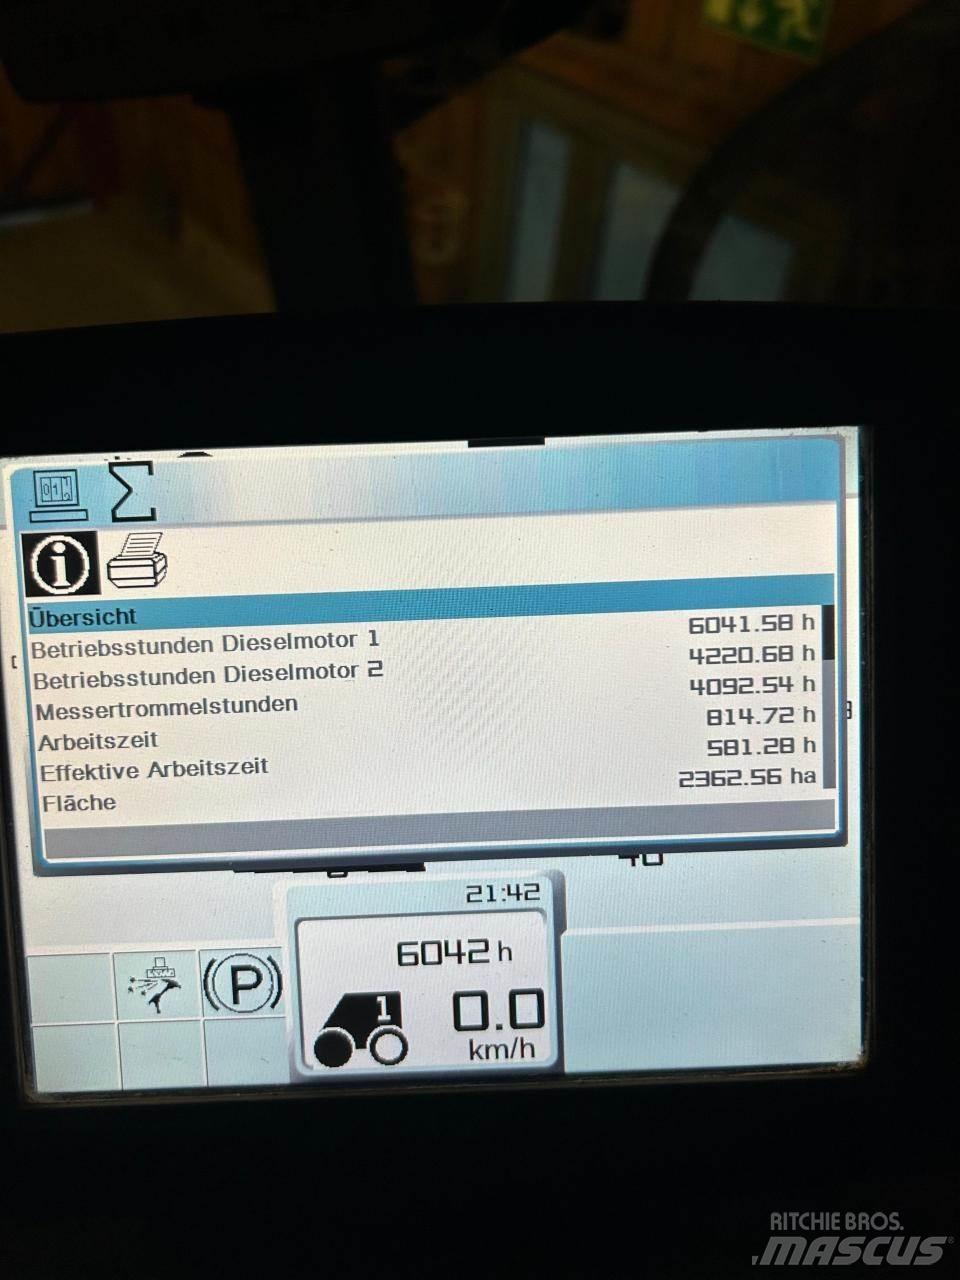 Übersicht
Betriebsstunden Dieselmotor 1 6041.58 h
Betriebsstunden Dieselmotor 2 4220.68 h
Messertrommelstunden 4092.54 h
Arbeitszeit 814.72 h
Effektive Arbeitszeit 581.28 h
Fläche 2362.56 ha
21:42
6042 h
1
0.0
km/h
P
RITCHIE BROS.
MASCUS